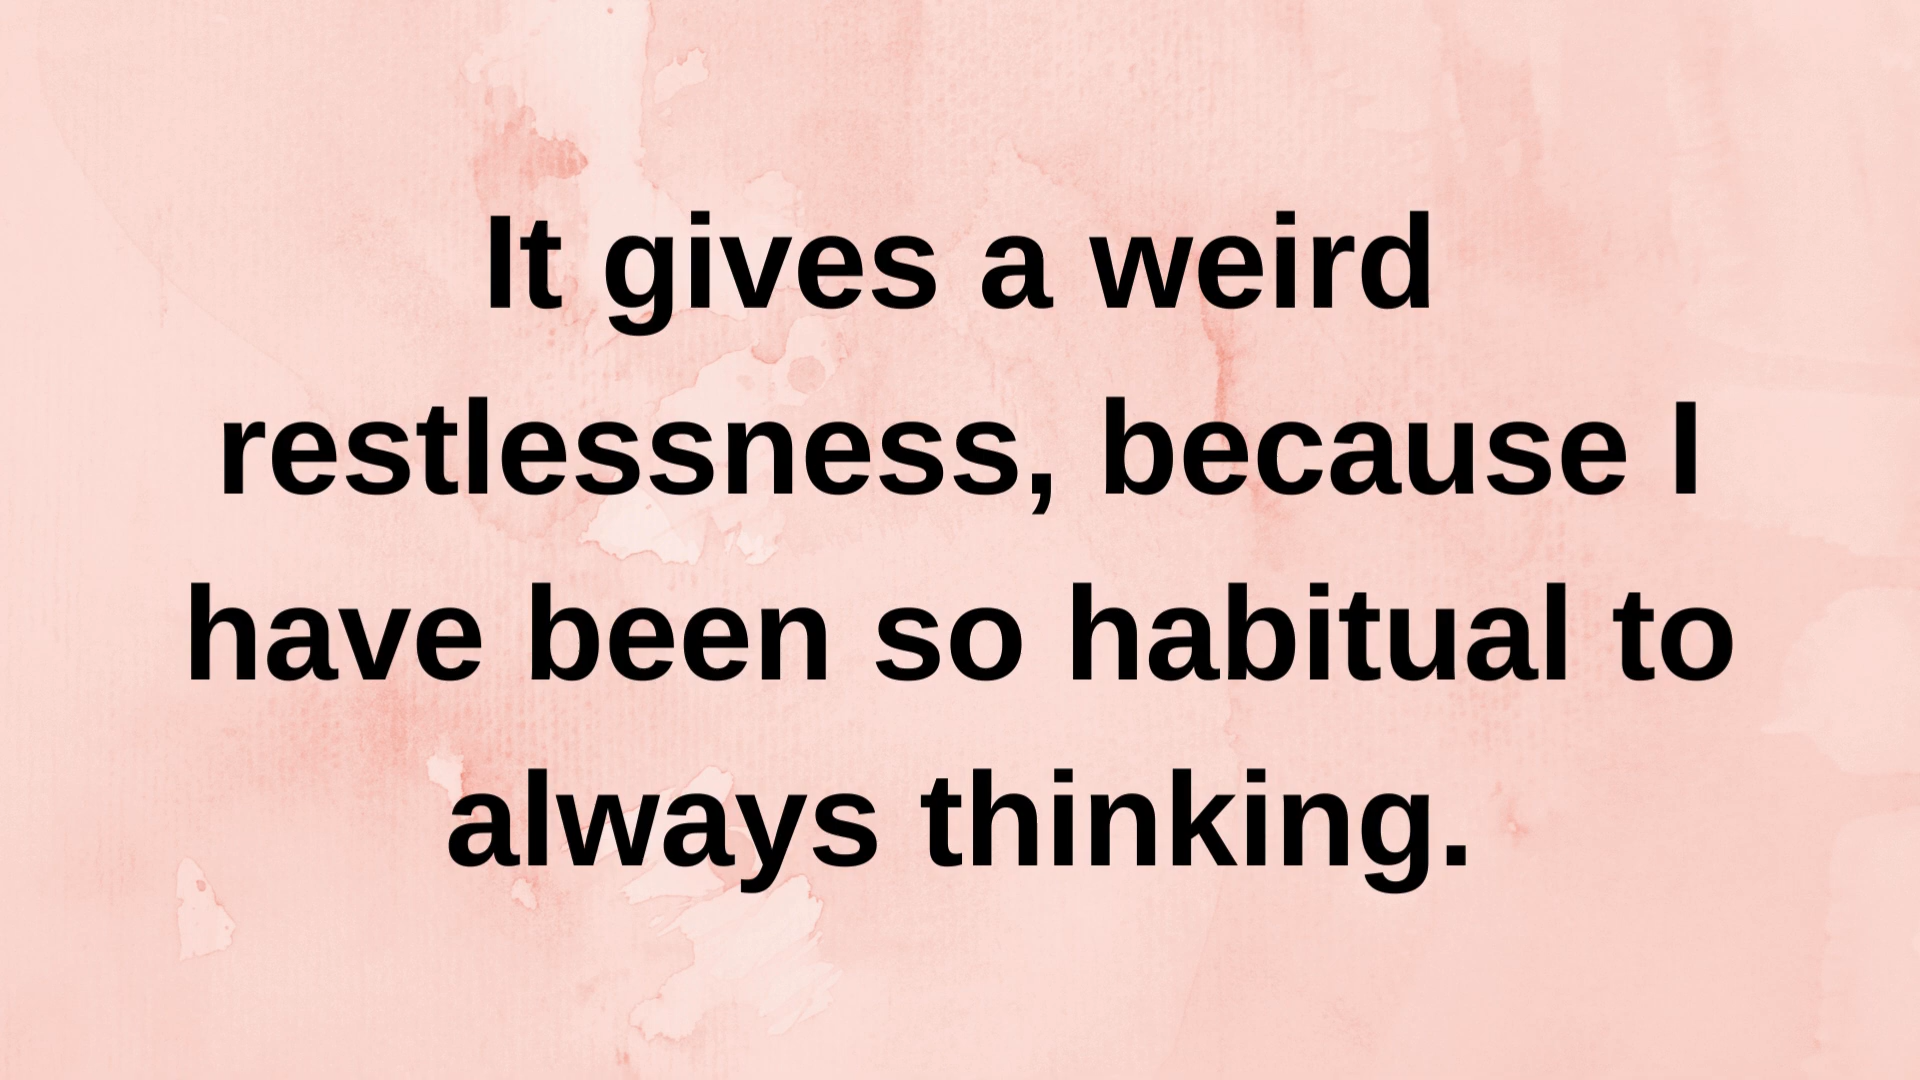 It gives a weird
restlessness, because I
have been so habitual to
always thinking.